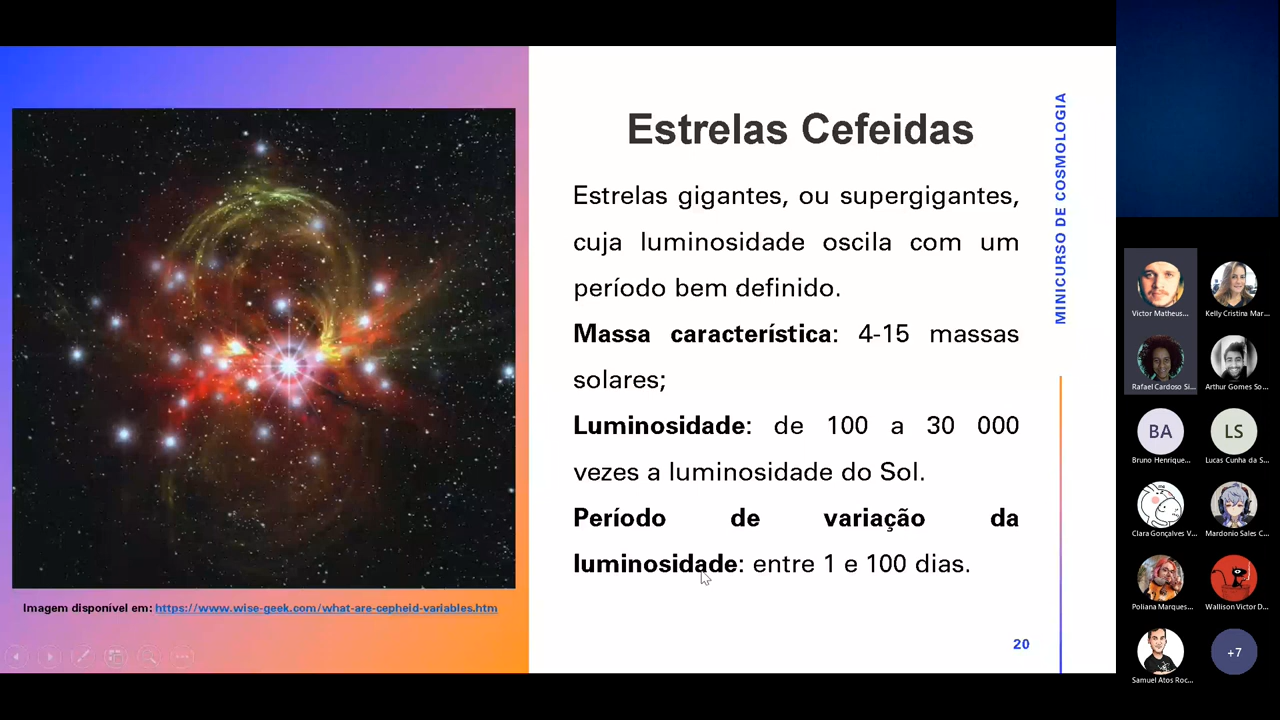 Estrelas Cefeidas
Estrelas gigantes, ou supergigantes,
cuja luminosidade oscila com um
período bem definido.
Massa característica: 4-15 massas
solares;
Luminosidade: de 100 a 30 000
vezes a luminosidade do Sol.
Período de variação da
luminosidade: entre 1 e 100 dias.
Imagem disponível em: https://www.wise-geek.com/what-are-cepheid-variables.htm
20
MINICURSO DE COSMOLOGIA
Victor Matheus...
Kelly Cristina Mar...
Rafael Cardoso Si...
Arthur Gomes So...
BA
LS
Bruno Henrique...
Lucas Cunha da S...
Clara Gonçalves V...
Mardonio Sales C...
Poliana Marques...
Wallison Victor D...
Samuel Atos Roc...
+7